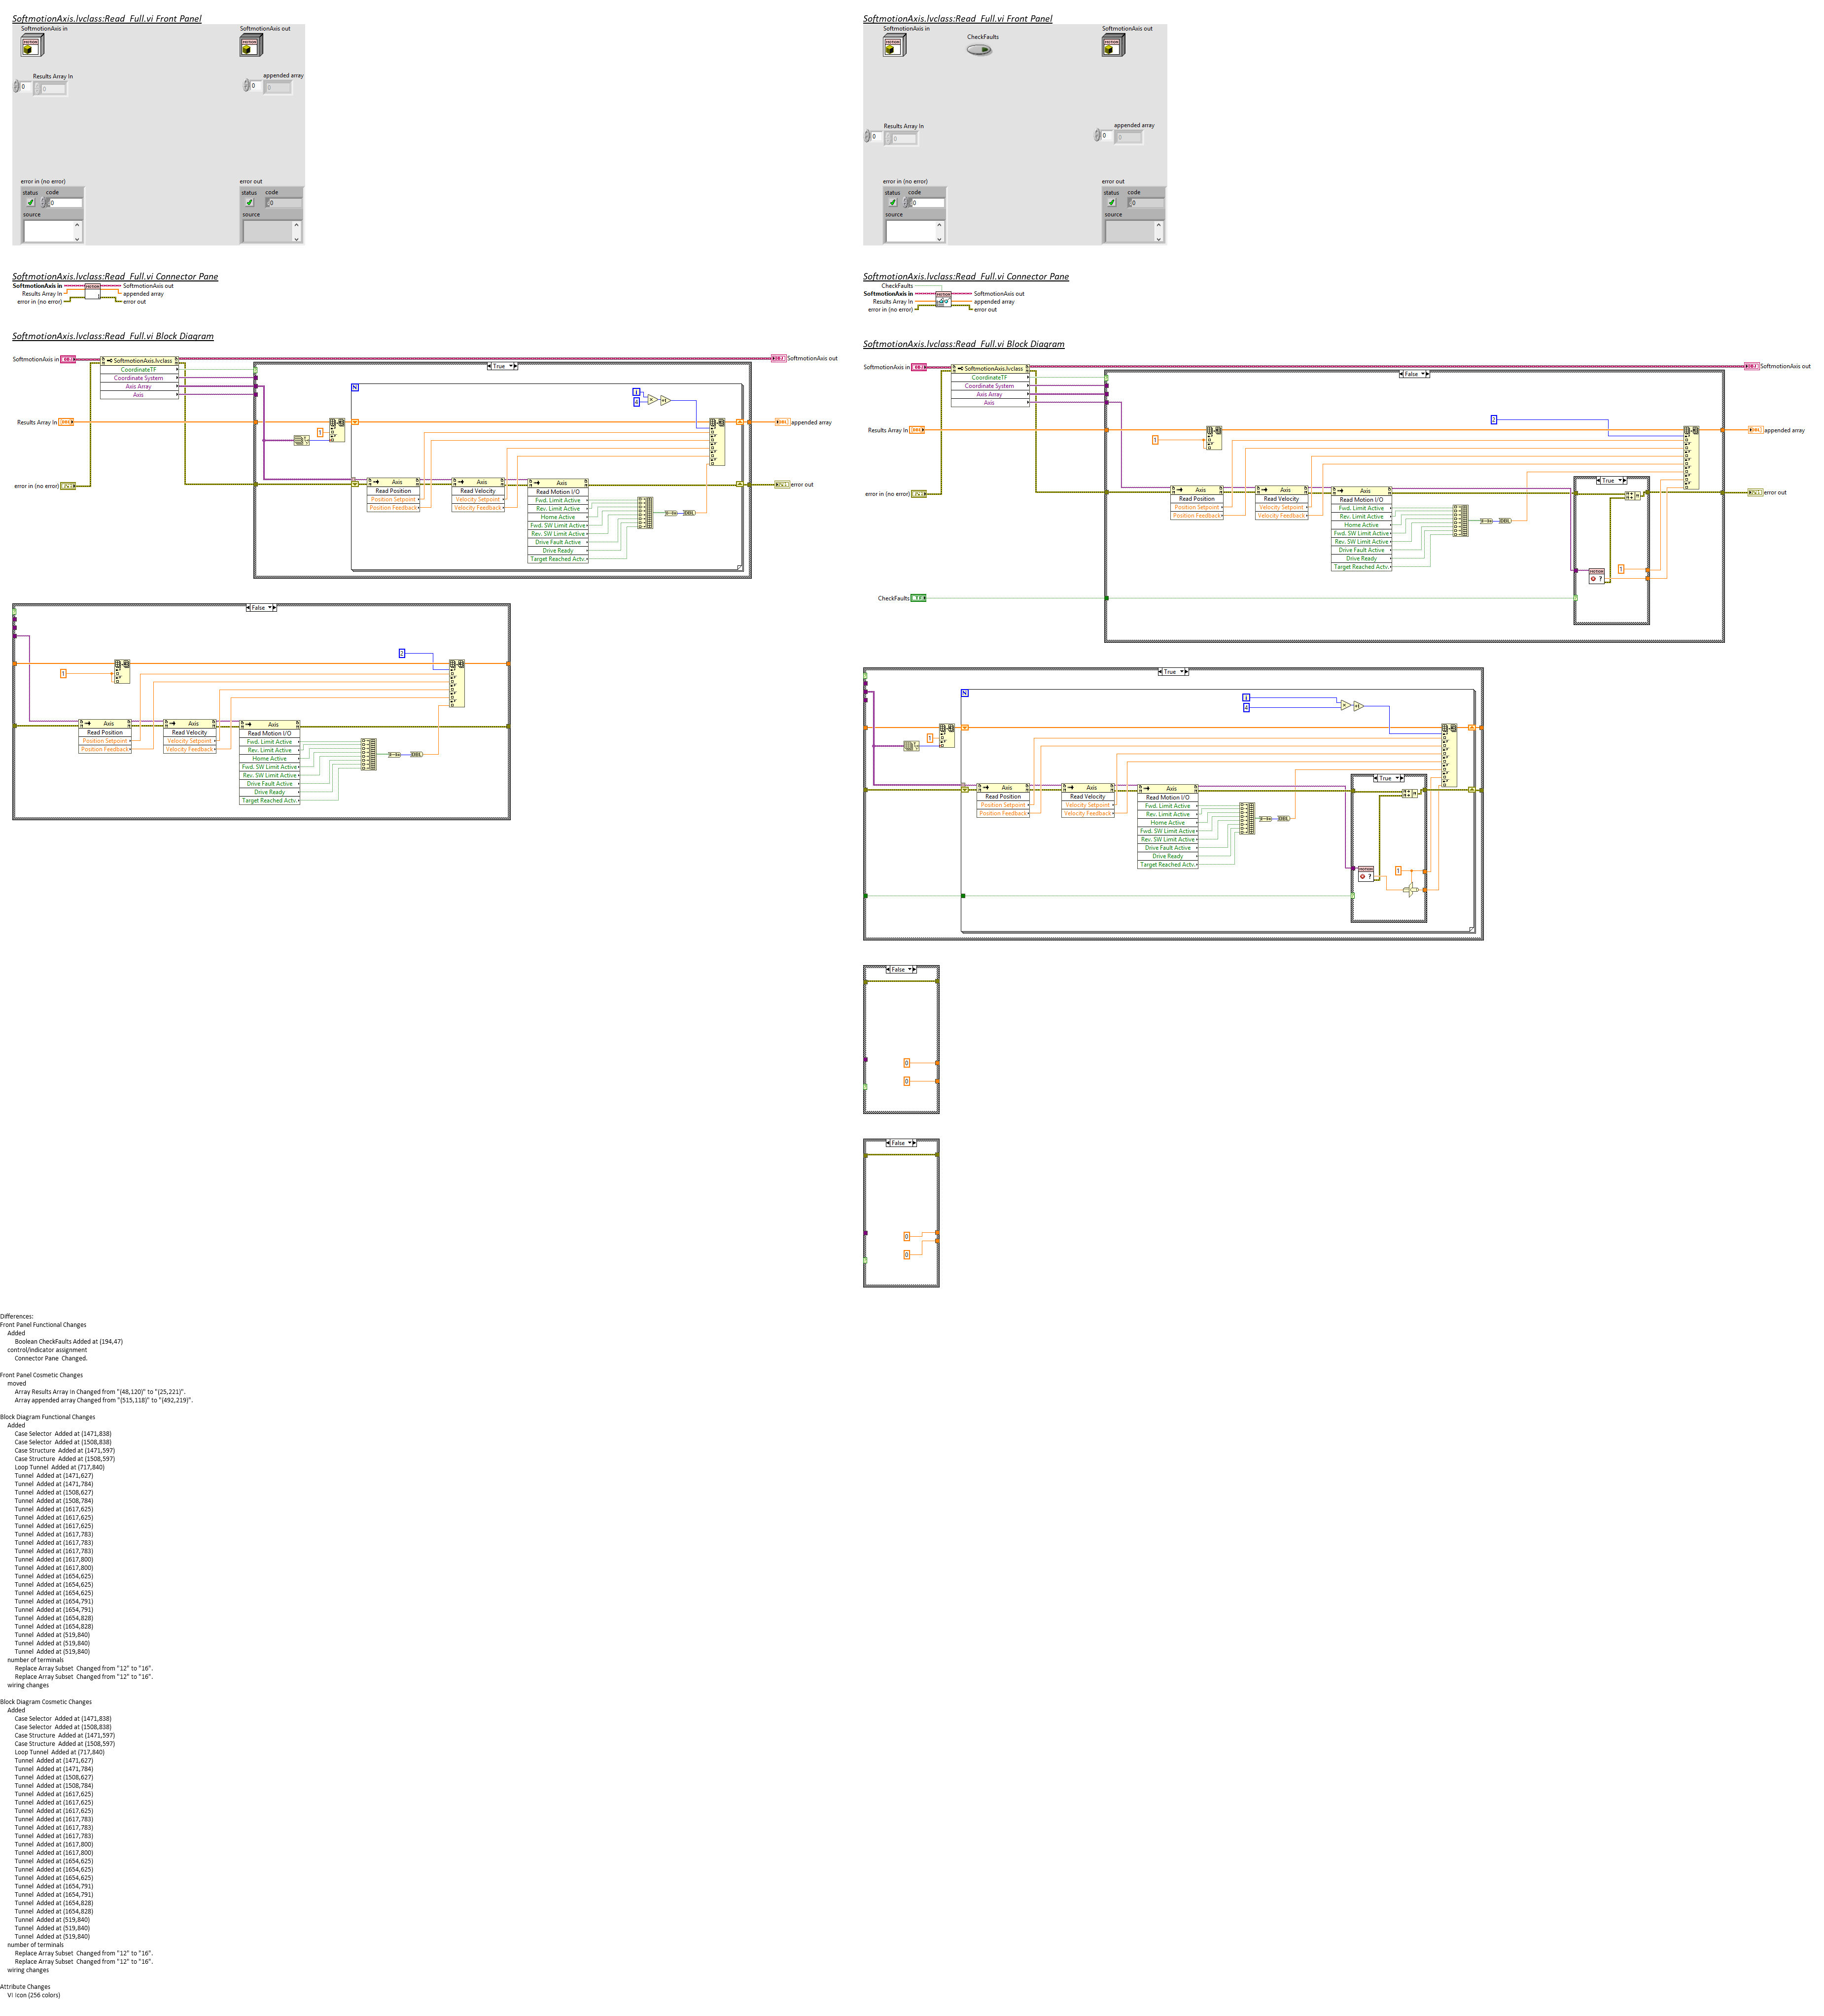 SoftmotionAxis.lvclass:Read_Full.vi Front Panel
SoftmotionAxis in
SoftmotionAxis out
Results Array In
appended array
0
0
0
0
error in (no error)
error out
status code
status code
0
0
source
source
SoftmotionAxis.lvclass:Read_Full.vi Connector Pane
SoftmotionAxis in
SoftmotionAxis out
Results Array In
appended array
error in (no error)
error out
SoftmotionAxis.lvclass:Read_Full.vi Block Diagram
SoftmotionAxis in
SoftmotionAxis.lvclass
SoftmotionAxis out
CoordinateTF
Coordinate System
Axis Array
Axis
True
N
i
4
Results Array In
1
appended array
error in (no error)
error out
Axis
Read Position
Position Setpoint
Position Feedback
Axis
Read Velocity
Velocity Setpoint
Velocity Feedback
Axis
Read Motion I/O
Fwd. Limit Active
Rev. Limit Active
Home Active
Fwd. SW Limit Active
Rev. SW Limit Active
Drive Fault Active
Drive Ready
Target Reached Actv.
DBL
False
2
1
Axis
Read Position
Position Setpoint
Position Feedback
Axis
Read Velocity
Velocity Setpoint
Velocity Feedback
Axis
Read Motion I/O
Fwd. Limit Active
Rev. Limit Active
Home Active
Fwd. SW Limit Active
Rev. SW Limit Active
Drive Fault Active
Drive Ready
Target Reached Actv.
DBL
SoftmotionAxis.lvclass:Read_Full.vi Front Panel
SoftmotionAxis in
CheckFaults
SoftmotionAxis out
Results Array In
appended array
0
0
0
error in (no error)
error out
status code
status code
0
0
source
source
SoftmotionAxis.lvclass:Read_Full.vi Connector Pane
CheckFaults
SoftmotionAxis in
SoftmotionAxis out
Results Array In
appended array
error in (no error)
error out
SoftmotionAxis.lvclass:Read_Full.vi Block Diagram
SoftmotionAxis in
SoftmotionAxis.lvclass
SoftmotionAxis out
CoordinateTF
Coordinate System
Axis Array
Axis
False
2
Results Array In
1
appended array
error in (no error)
error out
Axis
Read Position
Position Setpoint
Position Feedback
Axis
Read Velocity
Velocity Setpoint
Velocity Feedback
Axis
Read Motion I/O
Fwd. Limit Active
Rev. Limit Active
Home Active
Fwd. SW Limit Active
Rev. SW Limit Active
Drive Fault Active
Drive Ready
Target Reached Actv.
DBL
True
1
CheckFaults
True
N
i
4
1
Axis
Read Position
Position Setpoint
Position Feedback
Axis
Read Velocity
Velocity Setpoint
Velocity Feedback
Axis
Read Motion I/O
Fwd. Limit Active
Rev. Limit Active
Home Active
Fwd. SW Limit Active
Rev. SW Limit Active
Drive Fault Active
Drive Ready
Target Reached Actv.
DBL
True
1
False
0
0
False
0
0
Differences:
Front Panel Functional Changes
Added
Boolean CheckFaults Added at (194,47)
control/indicator assignment
Connector Pane Changed.
Front Panel Cosmetic Changes
moved
Array Results Array In Changed from "(48,120)" to "(25,221)".
Array appended array Changed from "(515,118)" to "(492,219)".
Block Diagram Functional Changes
Added
Case Selector Added at (1471,838)
Case Selector Added at (1508,838)
Case Structure Added at (1471,597)
Case Structure Added at (1508,597)
Loop Tunnel Added at (717,840)
Tunnel Added at (1471,627)
Tunnel Added at (1471,784)
Tunnel Added at (1508,627)
Tunnel Added at (1508,784)
Tunnel Added at (1617,625)
Tunnel Added at (1617,625)
Tunnel Added at (1617,625)
Tunnel Added at (1617,783)
Tunnel Added at (1617,783)
Tunnel Added at (1617,783)
Tunnel Added at (1617,800)
Tunnel Added at (1617,800)
Tunnel Added at (1654,625)
Tunnel Added at (1654,625)
Tunnel Added at (1654,625)
Tunnel Added at (1654,791)
Tunnel Added at (1654,791)
Tunnel Added at (1654,828)
Tunnel Added at (1654,828)
Tunnel Added at (519,840)
Tunnel Added at (519,840)
Tunnel Added at (519,840)
number of terminals
Replace Array Subset Changed from "12" to "16".
Replace Array Subset Changed from "12" to "16".
wiring changes
Block Diagram Cosmetic Changes
Added
Case Selector Added at (1471,838)
Case Selector Added at (1508,838)
Case Structure Added at (1471,597)
Case Structure Added at (1508,597)
Loop Tunnel Added at (717,840)
Tunnel Added at (1471,627)
Tunnel Added at (1471,784)
Tunnel Added at (1508,627)
Tunnel Added at (1508,784)
Tunnel Added at (1617,625)
Tunnel Added at (1617,625)
Tunnel Added at (1617,625)
Tunnel Added at (1617,783)
Tunnel Added at (1617,783)
Tunnel Added at (1617,783)
Tunnel Added at (1617,800)
Tunnel Added at (1617,800)
Tunnel Added at (1654,625)
Tunnel Added at (1654,625)
Tunnel Added at (1654,625)
Tunnel Added at (1654,791)
Tunnel Added at (1654,791)
Tunnel Added at (1654,828)
Tunnel Added at (1654,828)
Tunnel Added at (519,840)
Tunnel Added at (519,840)
Tunnel Added at (519,840)
number of terminals
Replace Array Subset Changed from "12" to "16".
Replace Array Subset Changed from "12" to "16".
wiring changes
Attribute Changes
VI Icon (256 colors)